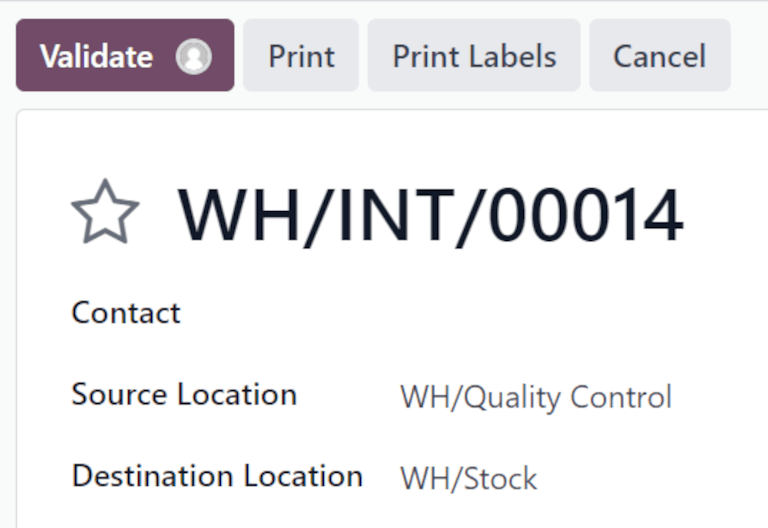 Validate Print Print Labels Cancel
WH/INT/00014
Contact
Source Location WH/Quality Control
Destination Location WH/Stock